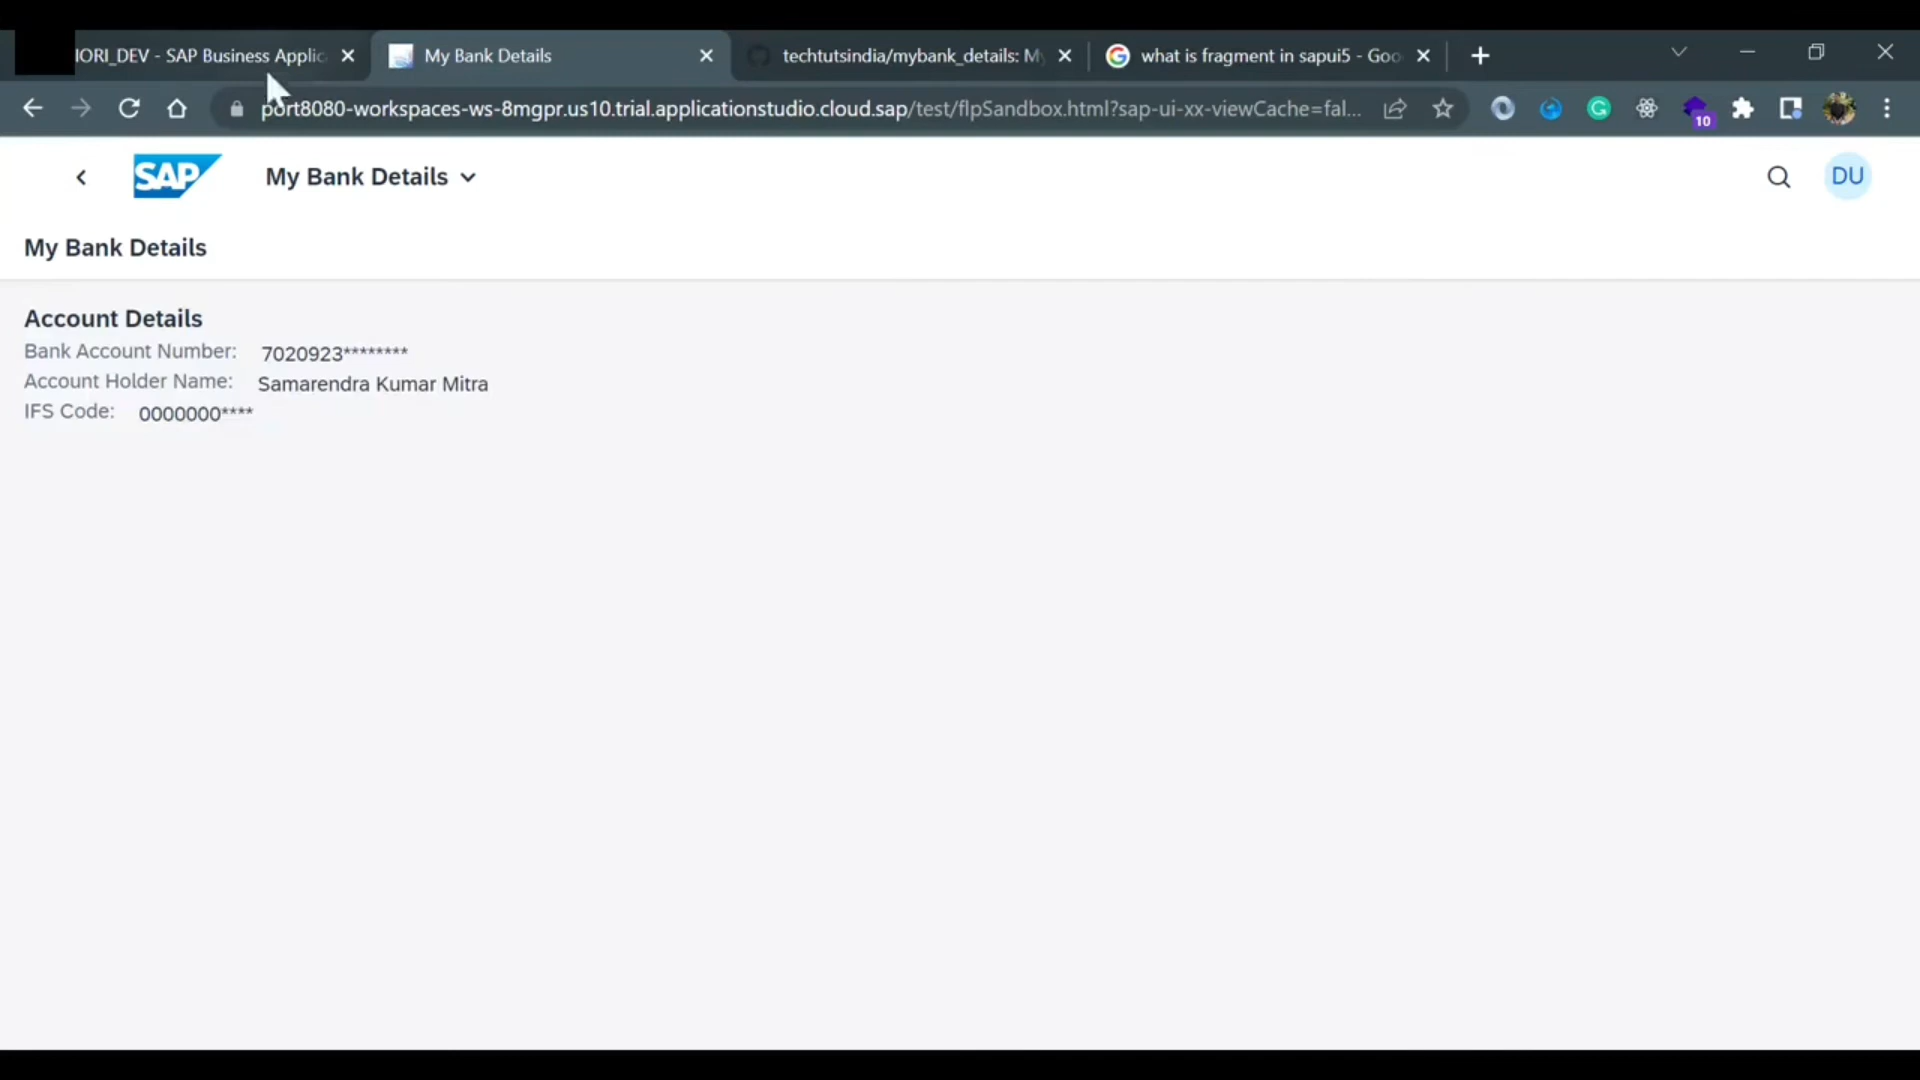 IORI_DEV - SAP Business Applic
My Bank Details
techtutsindia/mybank_details: My
what is fragment in sapui5 - Goo
port8080-workspaces-ws-8mgpr.us10.trial.applicationstudio.cloud.sap/test/flpSandbox.html?sap-ui-xx-viewCache=fal...
10
SAP
My Bank Details
DU
My Bank Details
Account Details
Bank Account Number: 7020923********
Account Holder Name: Samarendra Kumar Mitra
IFS Code: 0000000****